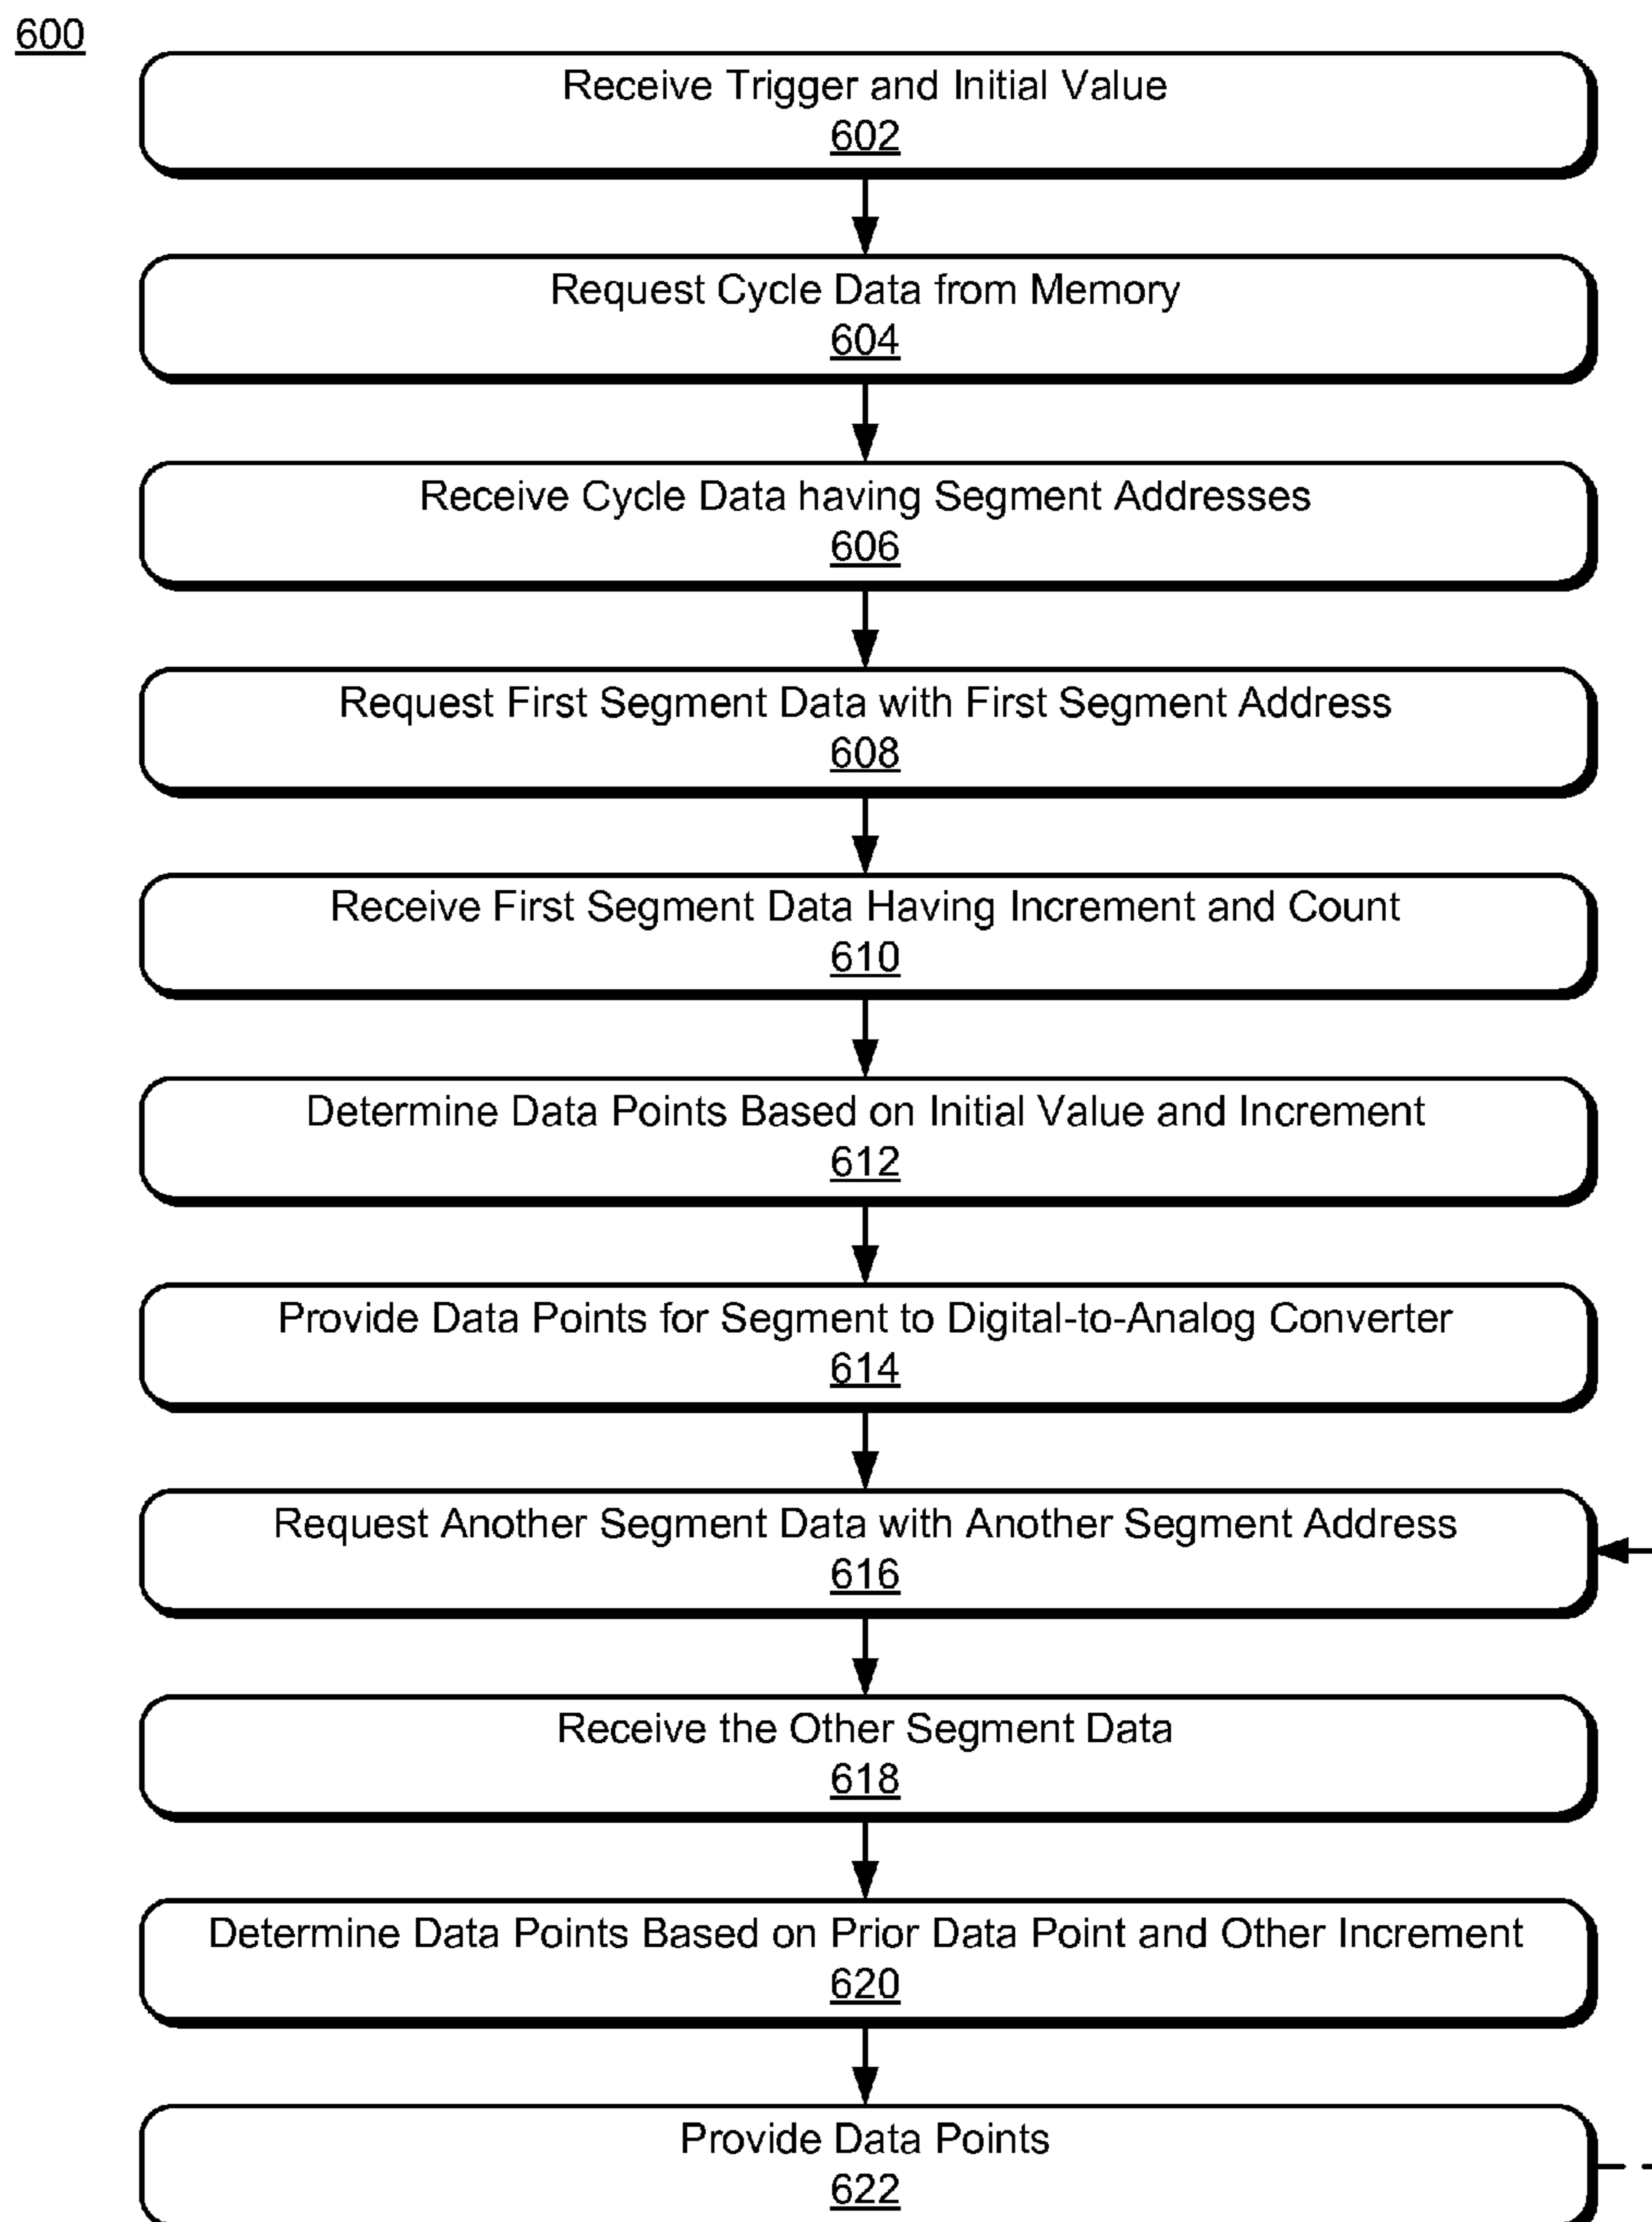 600
Receive Trigger and Initial Value
602
Request Cycle Data from Memory
604
Receive Cycle Data having Segment Addresses
606
Request First Segment Data with First Segment Address
608
Receive First Segment Data Having Increment and Count
610
Determine Data Points Based on Initial Value and Increment
612
Provide Data Points for Segment to Digital-to-Analog Converter
614
Request Another Segment Data with Another Segment Address
616
Receive the Other Segment Data
618
Determine Data Points Based on Prior Data Point and Other Increment
620
Provide Data Points
622